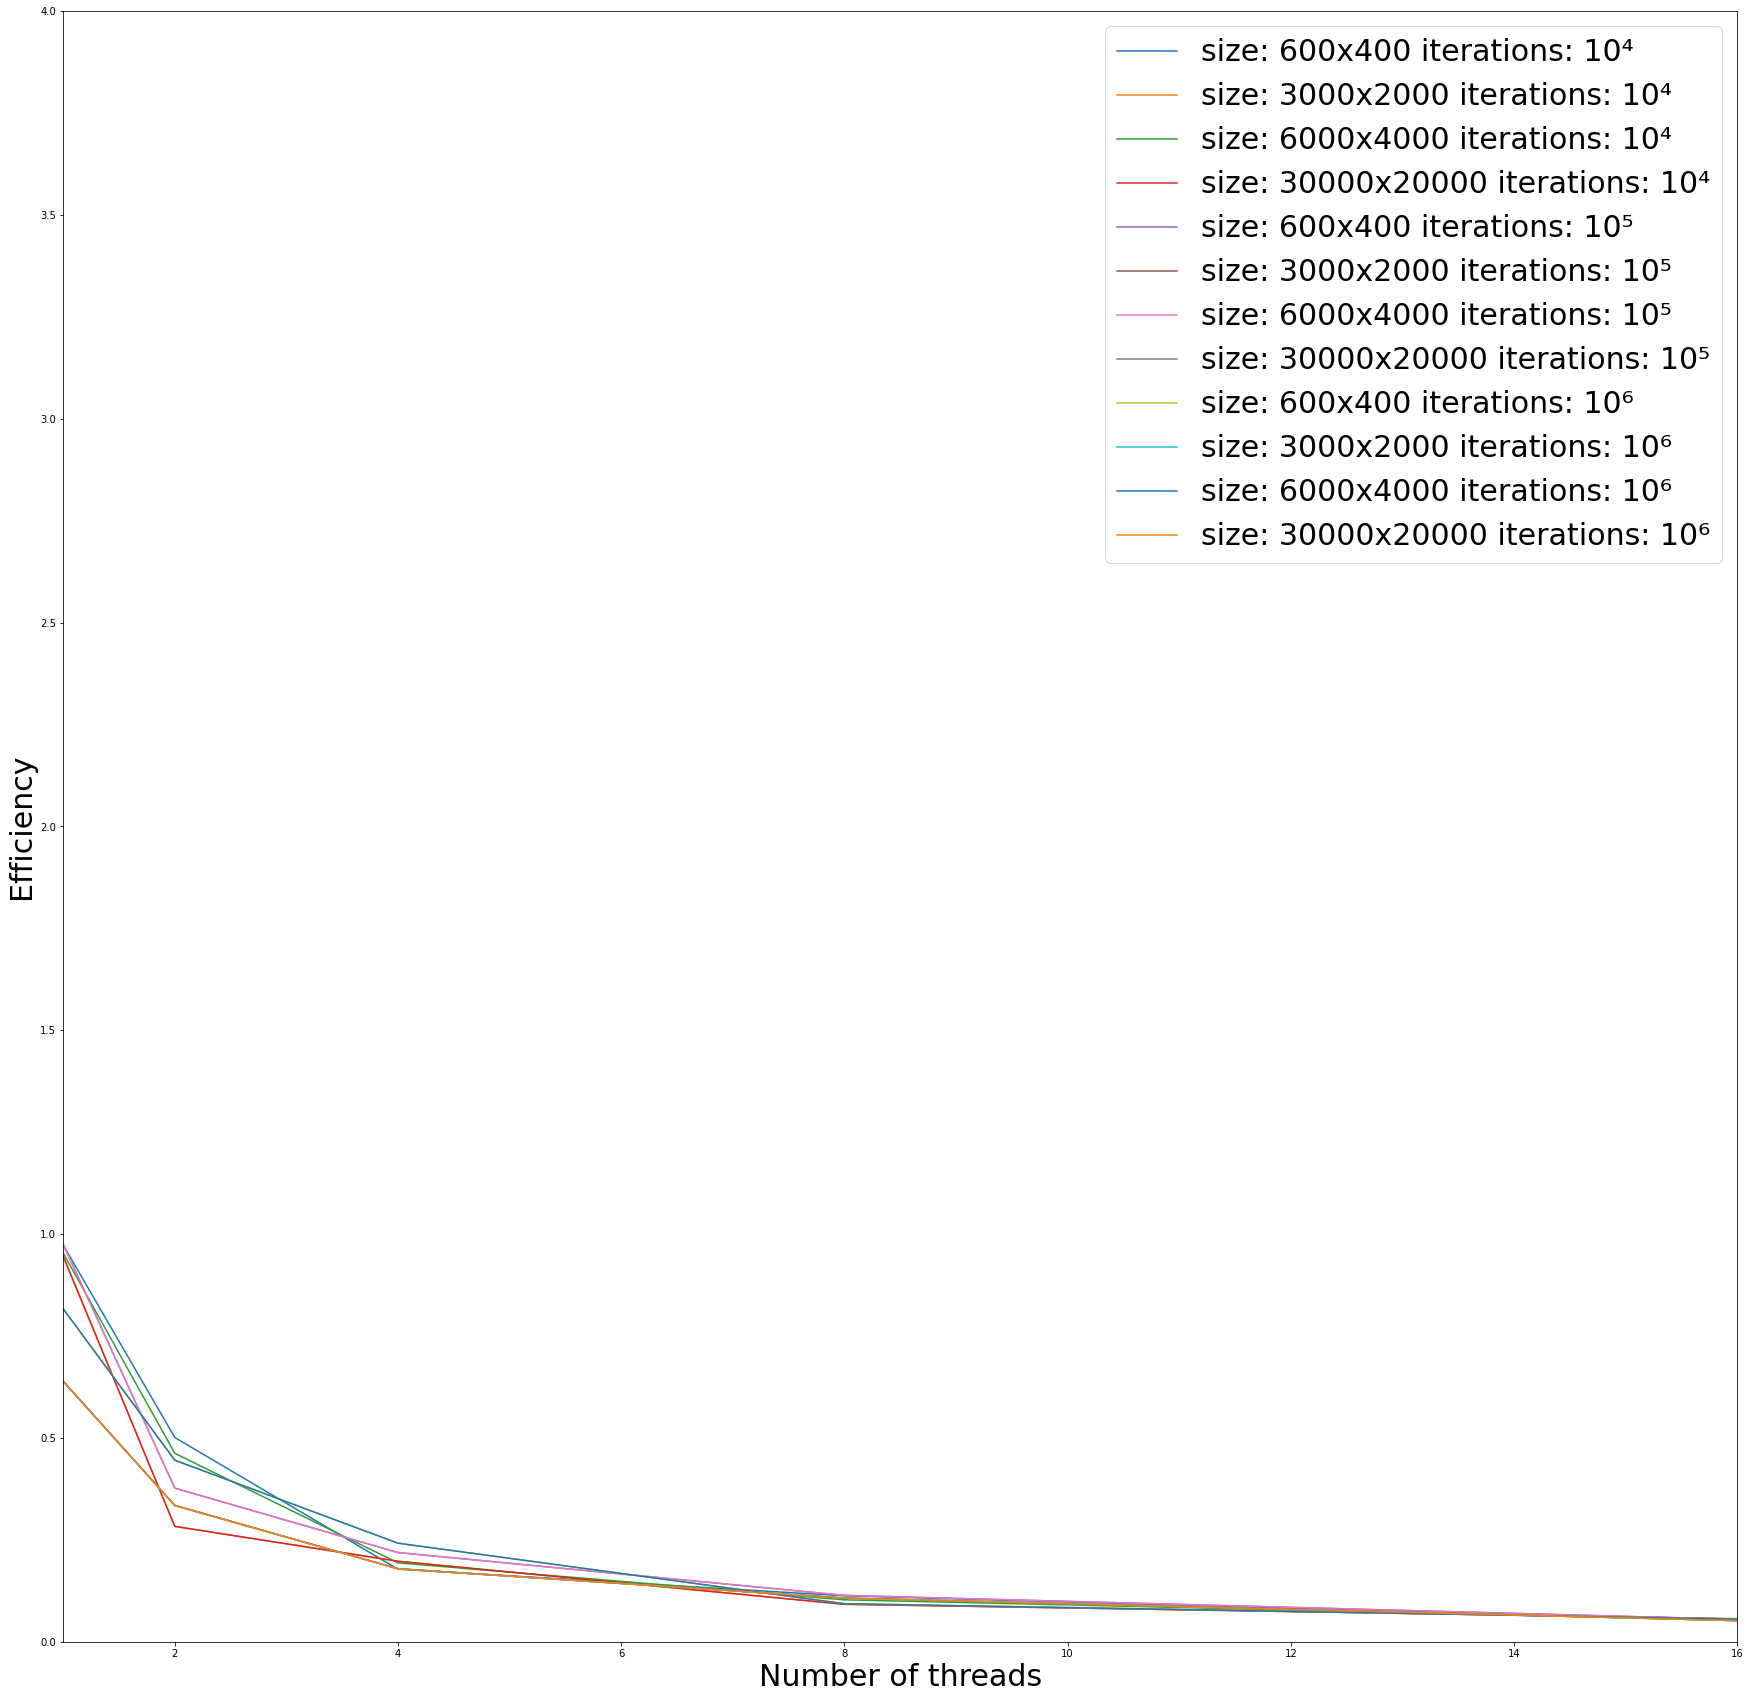 4.0
3.5
3.0
2.5
2.0
1.5
1.0
0.5
0.0
Efficiency
size: 600x400 iterations: 10⁴
size: 3000x2000 iterations: 10⁴
size: 6000x4000 iterations: 10⁴
size: 30000x20000 iterations: 10⁴
size: 600x400 iterations: 10⁵
size: 3000x2000 iterations: 10⁵
size: 6000x4000 iterations: 10⁵
size: 30000x20000 iterations: 10⁵
size: 600x400 iterations: 10⁶
size: 3000x2000 iterations: 10⁶
size: 6000x4000 iterations: 10⁶
size: 30000x20000 iterations: 10⁶
2 4 6 8 10 12 14 16
Number of threads